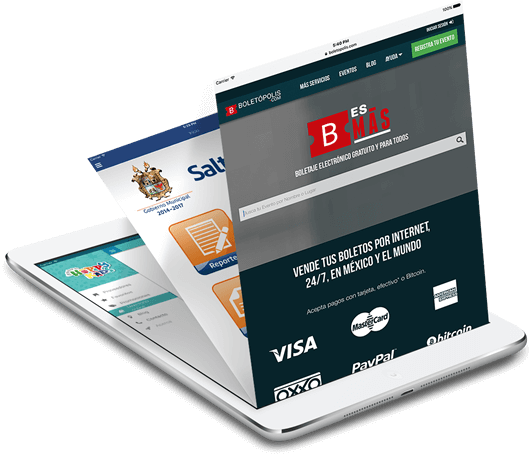 100%
Carrier
5:40 PM
boletopolis.com
INICIAR SESIÓN
BOLETÓPOLIS
.COM
MÁS SERVICIOS
EVENTOS
BLOG
AYUDA
REGISTRA TU EVENTO
B ES
MÁS
BOLETAJE ELECTRÓNICO GRATUITO Y PARA TODOS
Busca tu Evento por Nombre o Lugar
VENDE TUS BOLETOS POR INTERNET,
24/7, EN MÉXICO Y EL MUNDO
Acepta pagos con tarjeta, efectivo* o Bitcoin.
VISA
MasterCard
AMERICAN EXPRESS
OXXO
PayPal
bitcoin
Carrier
Salt
Gobierno Municipal
2014-2017
Reporte